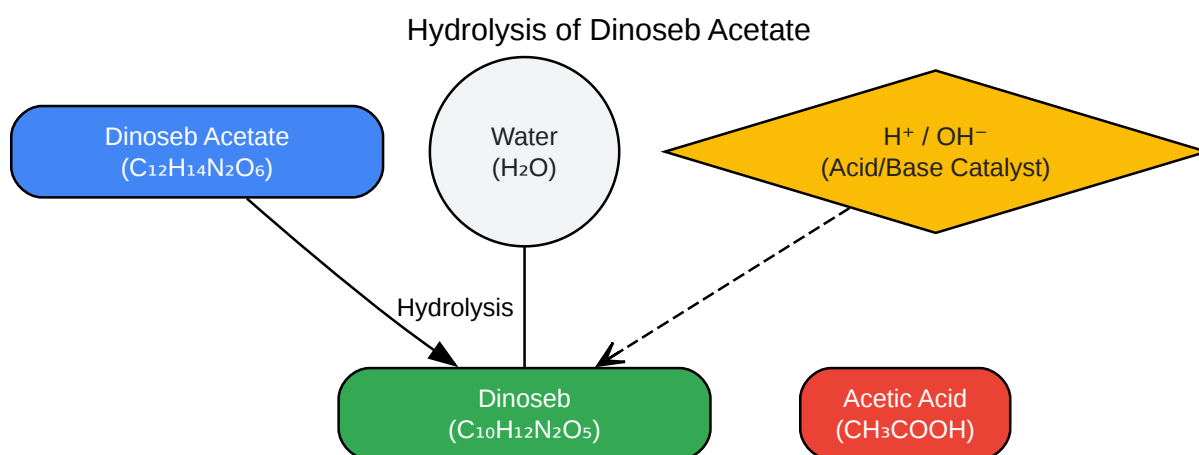 Hydrolysis of Dinoseb Acetate
Dinoseb Acetate
(C₁₂H₁₄N₂O₆)
Water
(H₂O)
H⁺ / OH⁻
(Acid/Base Catalyst)
Hydrolysis
Dinoseb
(C₁₀H₁₂N₂O₅)
Acetic Acid
(CH₃COOH)